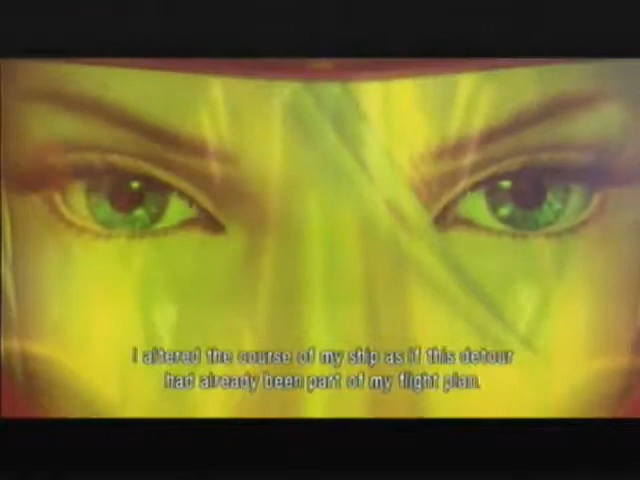 I altered the course of my ship as if this detour
had already been part of my flight plan.